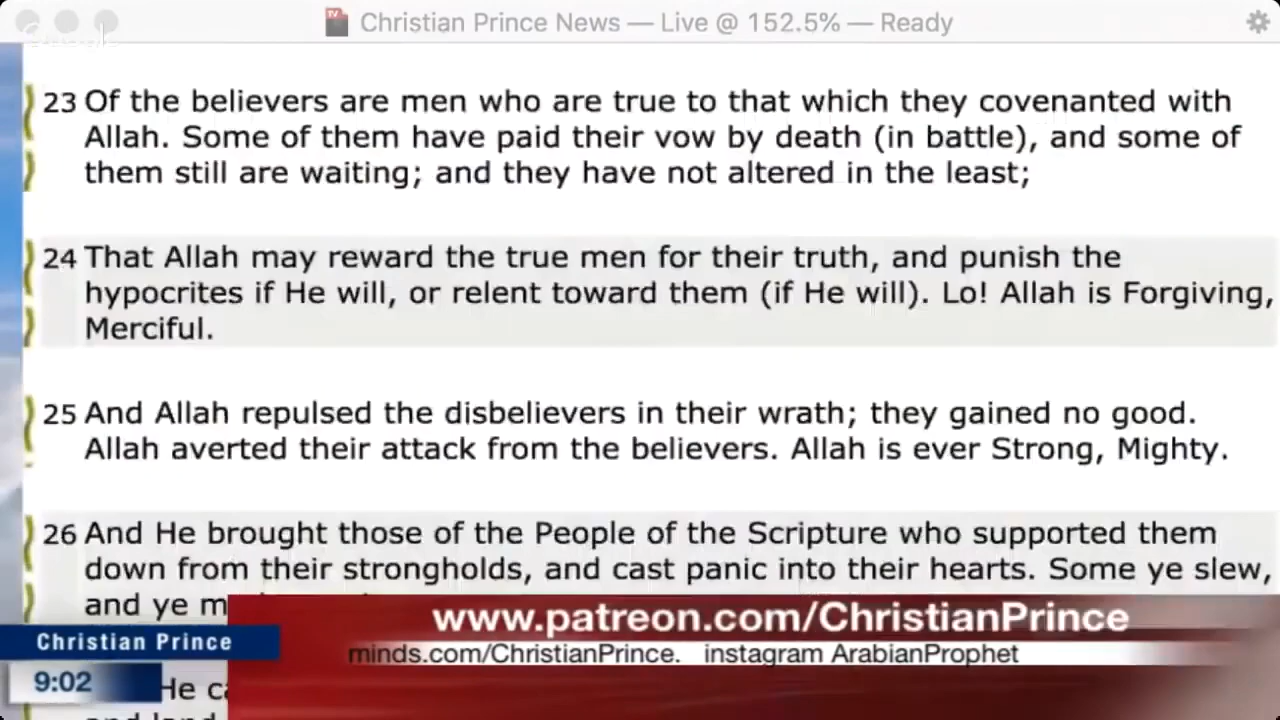 Christian Prince News — Live @ 152.5% — Ready
23 Of the believers are men who are true to that which they covenanted with
Allah. Some of them have paid their vow by death (in battle), and some of
them still are waiting; and they have not altered in the least;
24 That Allah may reward the true men for their truth, and punish the
hypocrites if He will, or relent toward them (if He will). Lo! Allah is Forgiving,
Merciful.
25 And Allah repulsed the disbelievers in their wrath; they gained no good.
Allah averted their attack from the believers. Allah is ever Strong, Mighty.
26 And He brought those of the People of the Scripture who supported them
down from their strongholds, and cast panic into their hearts. Some ye slew,
and ye
www.patreon.com/ChristianPrince
Christian Prince
minds.com/ChristianPrince. instagram ArabianProphet
9:02
He
and land